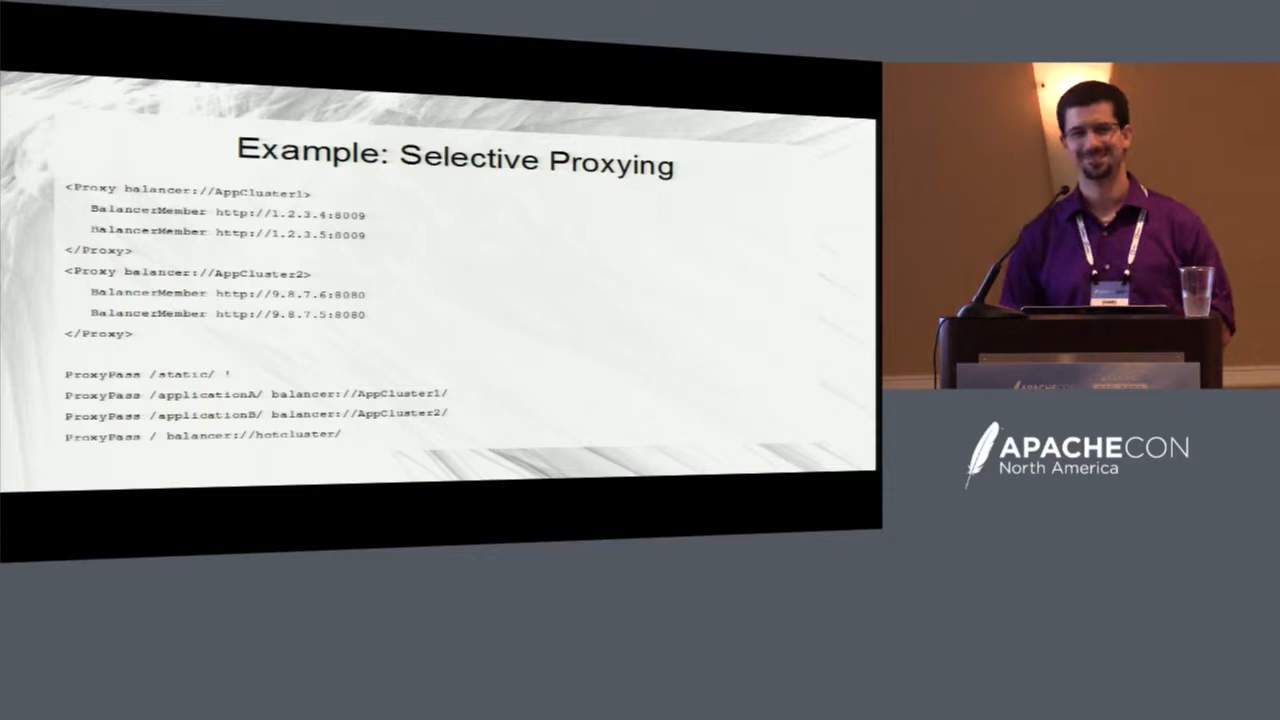 Example: Selective Proxying
<Proxy balancer://AppCluster1>
BalancerMember http://1.2.3.4:8009
BalancerMember http://1.2.3.5:8009
</Proxy>
<Proxy balancer://AppCluster2>
BalancerMember http://9.8.7.6:8080
BalancerMember http://9.8.7.5:8080
</Proxy>
ProxyPass /static/ !
ProxyPass /applicationA/ balancer://AppCluster1/
ProxyPass /applicationB/ balancer://AppCluster2/
ProxyPass / balancer://hotcluster/
APACHECON
APACHECON
North America